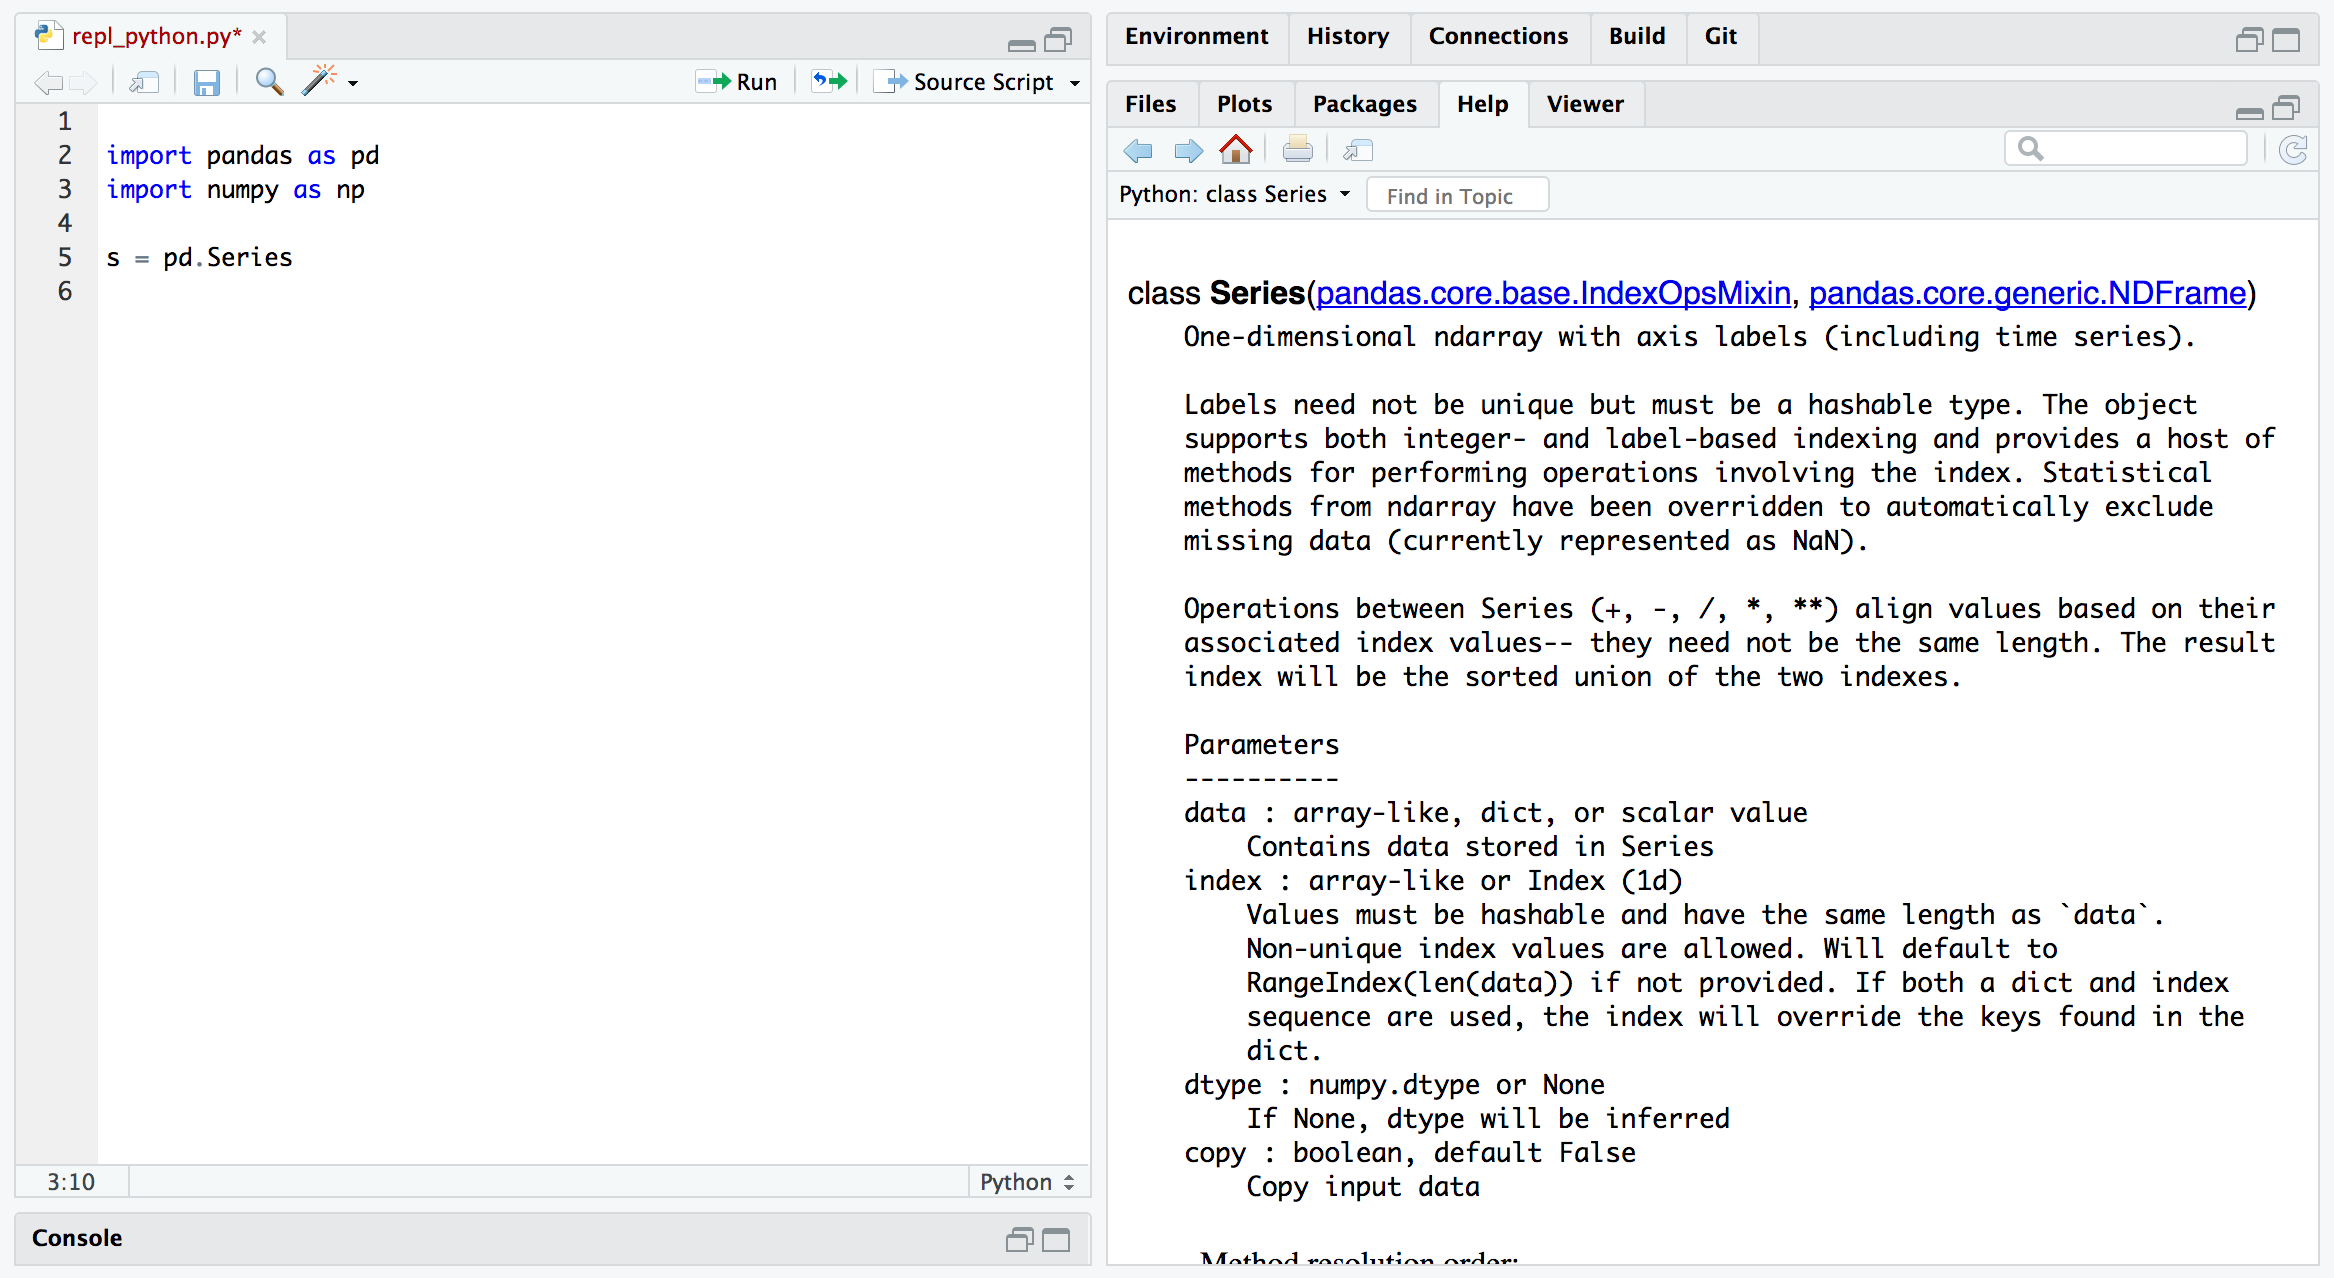 repl_python.py*
Run
Source Script
1
2 import pandas as pd
3 import numpy as np
4
5 s = pd.Series
6
3:10
Python
Console
Environment History Connections Build Git
Files Plots Packages Help Viewer
Python: class Series
Find in Topic
class Series(pandas.core.base.IndexOpsMixin, pandas.core.generic.NDFrame)
One-dimensional ndarray with axis labels (including time series).
Labels need not be unique but must be a hashable type. The object
supports both integer- and label-based indexing and provides a host of
methods for performing operations involving the index. Statistical
methods from ndarray have been overridden to automatically exclude
missing data (currently represented as NaN).
Operations between Series (+, -, /, *, **) align values based on their
associated index values-- they need not be the same length. The result
index will be the sorted union of the two indexes.
Parameters
----------
data : array-like, dict, or scalar value
Contains data stored in Series
index : array-like or Index (1d)
Values must be hashable and have the same length as `data`.
Non-unique index values are allowed. Will default to
RangeIndex(len(data)) if not provided. If both a dict and index
sequence are used, the index will override the keys found in the
dict.
dtype : numpy.dtype or None
If None, dtype will be inferred
copy : boolean, default False
Copy input data
Method resolution order: